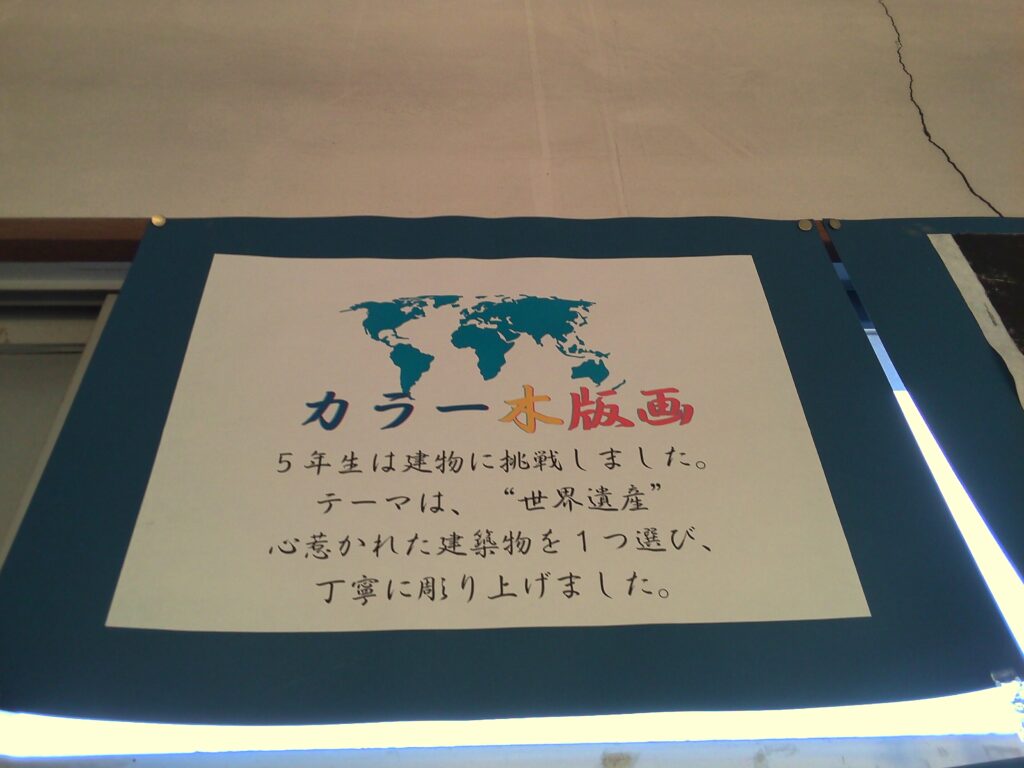 カラー木版画
５年生は建物に挑戦しました。
テーマは、“世界遺産”
心惹かれた建築物を１つ選び、
丁寧に彫り上げました。